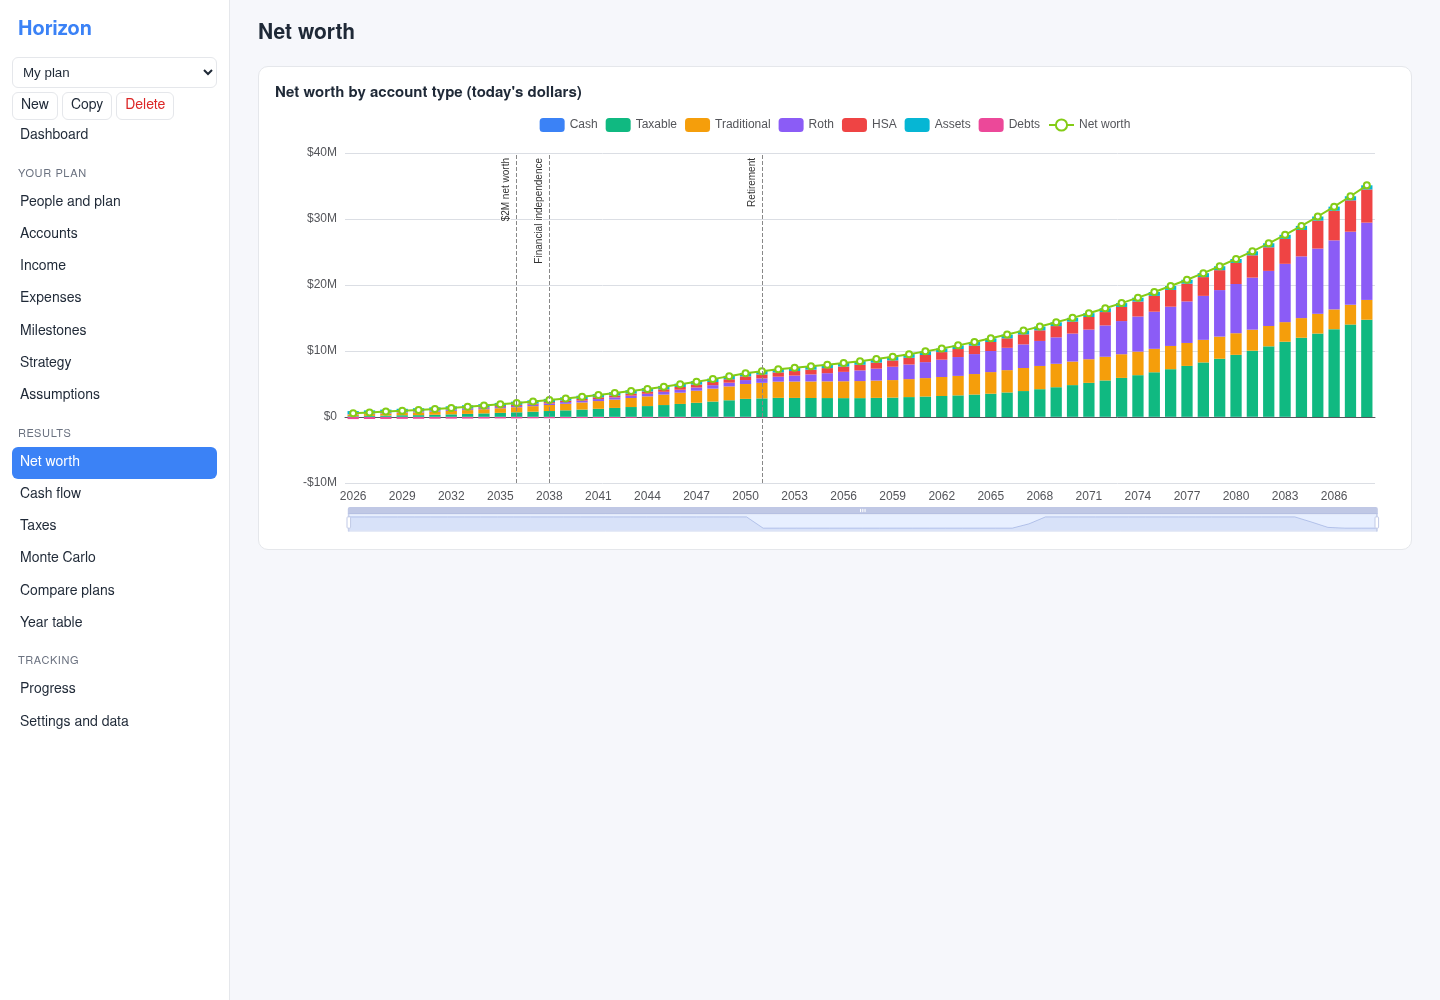 Horizon
My plan
New Copy Delete
Dashboard
YOUR PLAN
People and plan
Accounts
Income
Expenses
Milestones
Strategy
Assumptions
RESULTS
Net worth
Cash flow
Taxes
Monte Carlo
Compare plans
Year table
TRACKING
Progress
Settings and data
Net worth
Net worth by account type (today's dollars)
Cash Taxable Traditional Roth HSA Assets Debts Net worth
$40M
$30M
$20M
$10M
$0
-$10M
$2M net worth
Financial independence
Retirement
2026 2029 2032 2035 2038 2041 2044 2047 2050 2053 2056 2059 2062 2065 2068 2071 2074 2077 2080 2083 2086